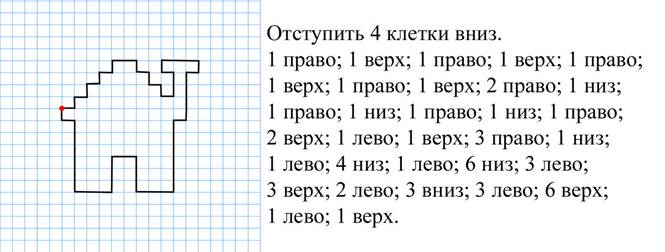 Отступить 4 клетки вниз.
1 право; 1 верх; 1 право; 1 верх; 1 право;
1 верх; 1 право; 1 верх; 2 право; 1 низ;
1 право; 1 низ; 1 право; 1 низ; 1 право;
2 верх; 1 лево; 1 верх; 3 право; 1 низ;
1 лево; 4 низ; 1 лево; 6 низ; 3 лево;
3 верх; 2 лево; 3 вниз; 3 лево; 6 верх;
1 лево; 1 верх.